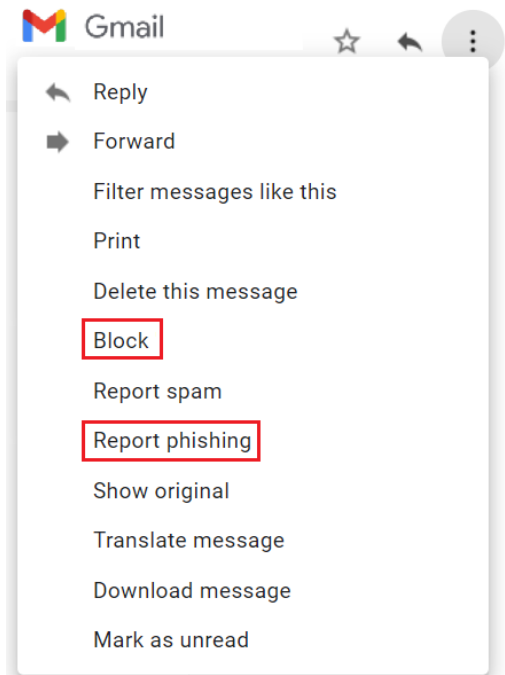 Gmail
Reply
Forward
Filter messages like this
Print
Delete this message
Block
Report spam
Report phishing
Show original
Translate message
Download message
Mark as unread